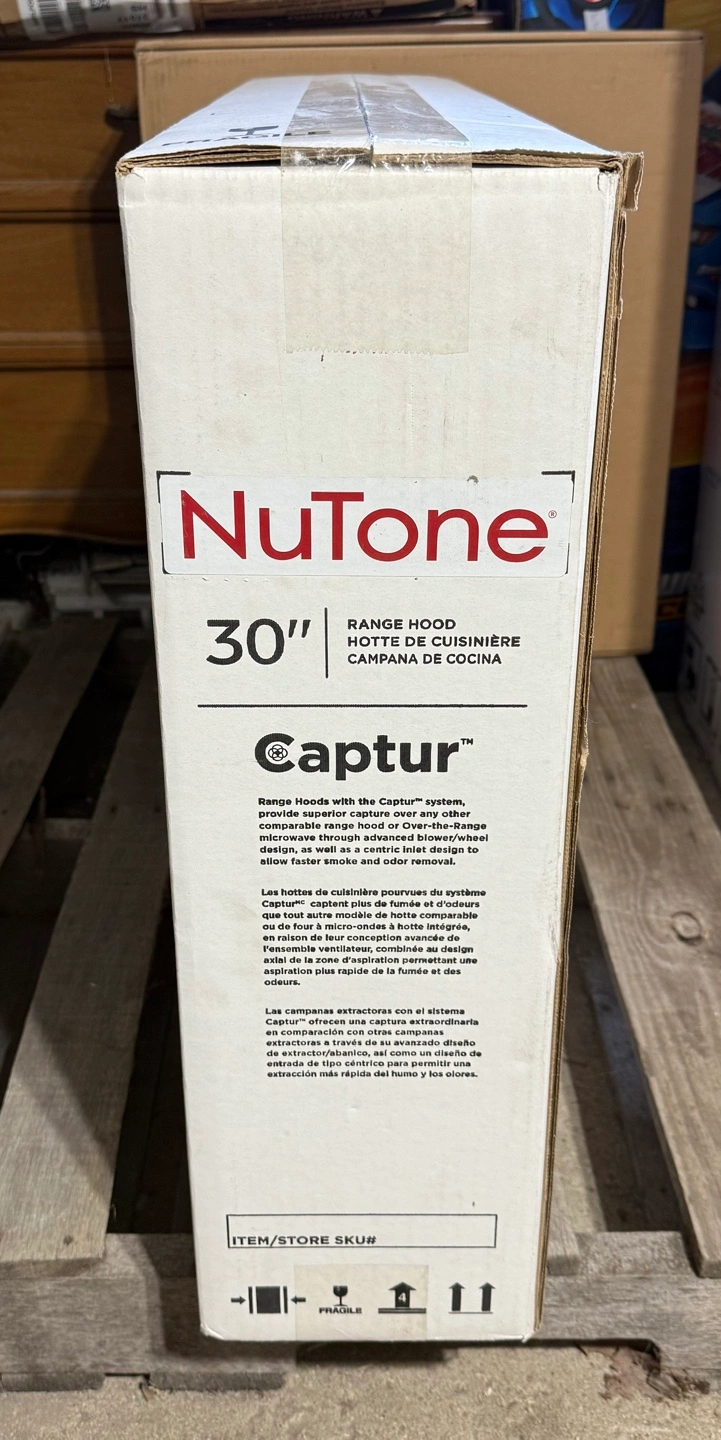 NuTone®
30"
RANGE HOOD
HOTTE DE CUISINIÈRE
CAMPANA DE COCINA
Captur™
Range Hoods with the Captur™ system,
provide superior capture over any other
comparable range hood or Over-the-Range
microwave through advanced blower/wheel
design, as well as a centric inlet design to
allow faster smoke and odor removal.
Les hottes de cuisinière pourvues du système
Capturᴹᶜ captent plus de fumée et d'odeurs
que tout autre modèle de hotte comparable
ou de four à micro-ondes à hotte intégrée,
en raison de leur conception avancée de
l'ensemble ventilateur, combinée au design
axial de la zone d'aspiration permettant une
aspiration plus rapide de la fumée et des
odeurs.
Las campanas extractoras con el sistema
Captur™ ofrecen una captura extraordinaria
en comparación con otras campanas
extractoras a través de su avanzado diseño
de extractor/abanico, así como un diseño de
entrada de tipo céntrico para permitir una
extracción más rápida del humo y los olores.
ITEM/STORE SKU#
FRAGILE
4